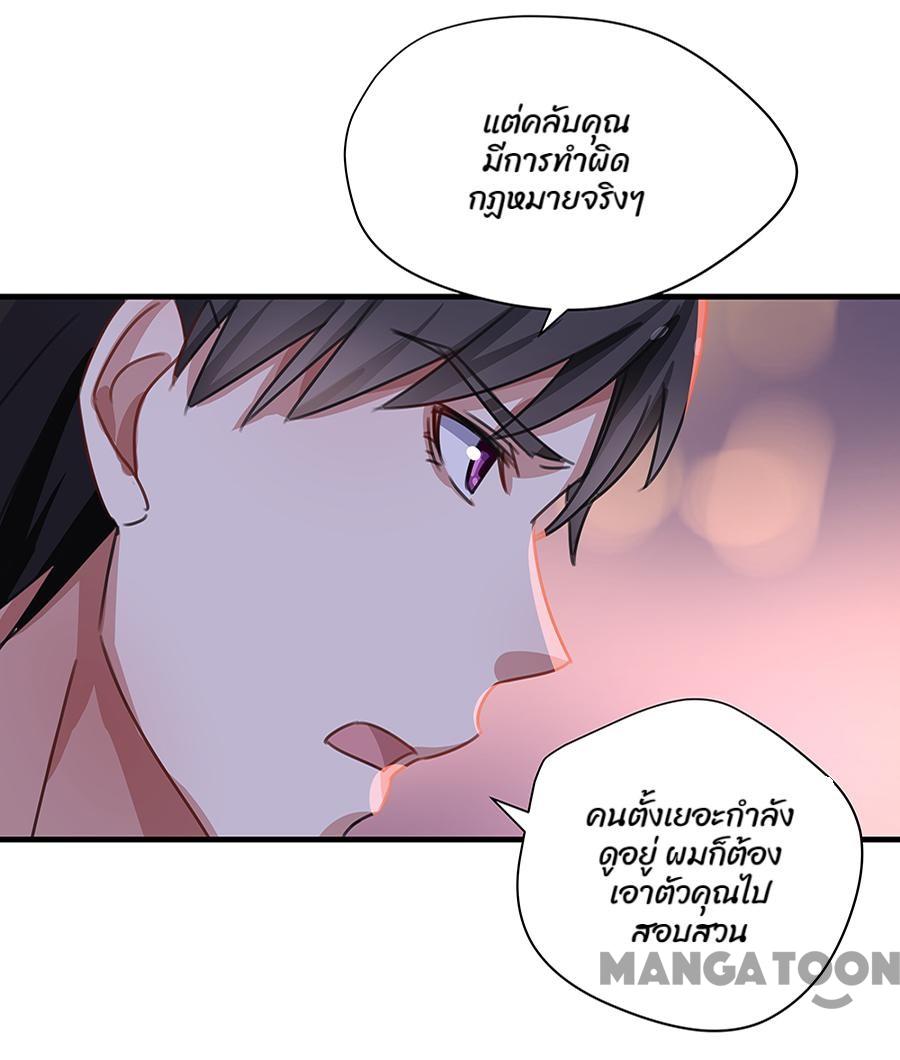 แต่คลับคุณ
มีการทำผิด
กฎหมายจริงๆ
คนตั้งเยอะกำลัง
ดูอยู่ ผมก็ต้อง
เอาตัวคุณไป
สอบสวน
MANGATOON